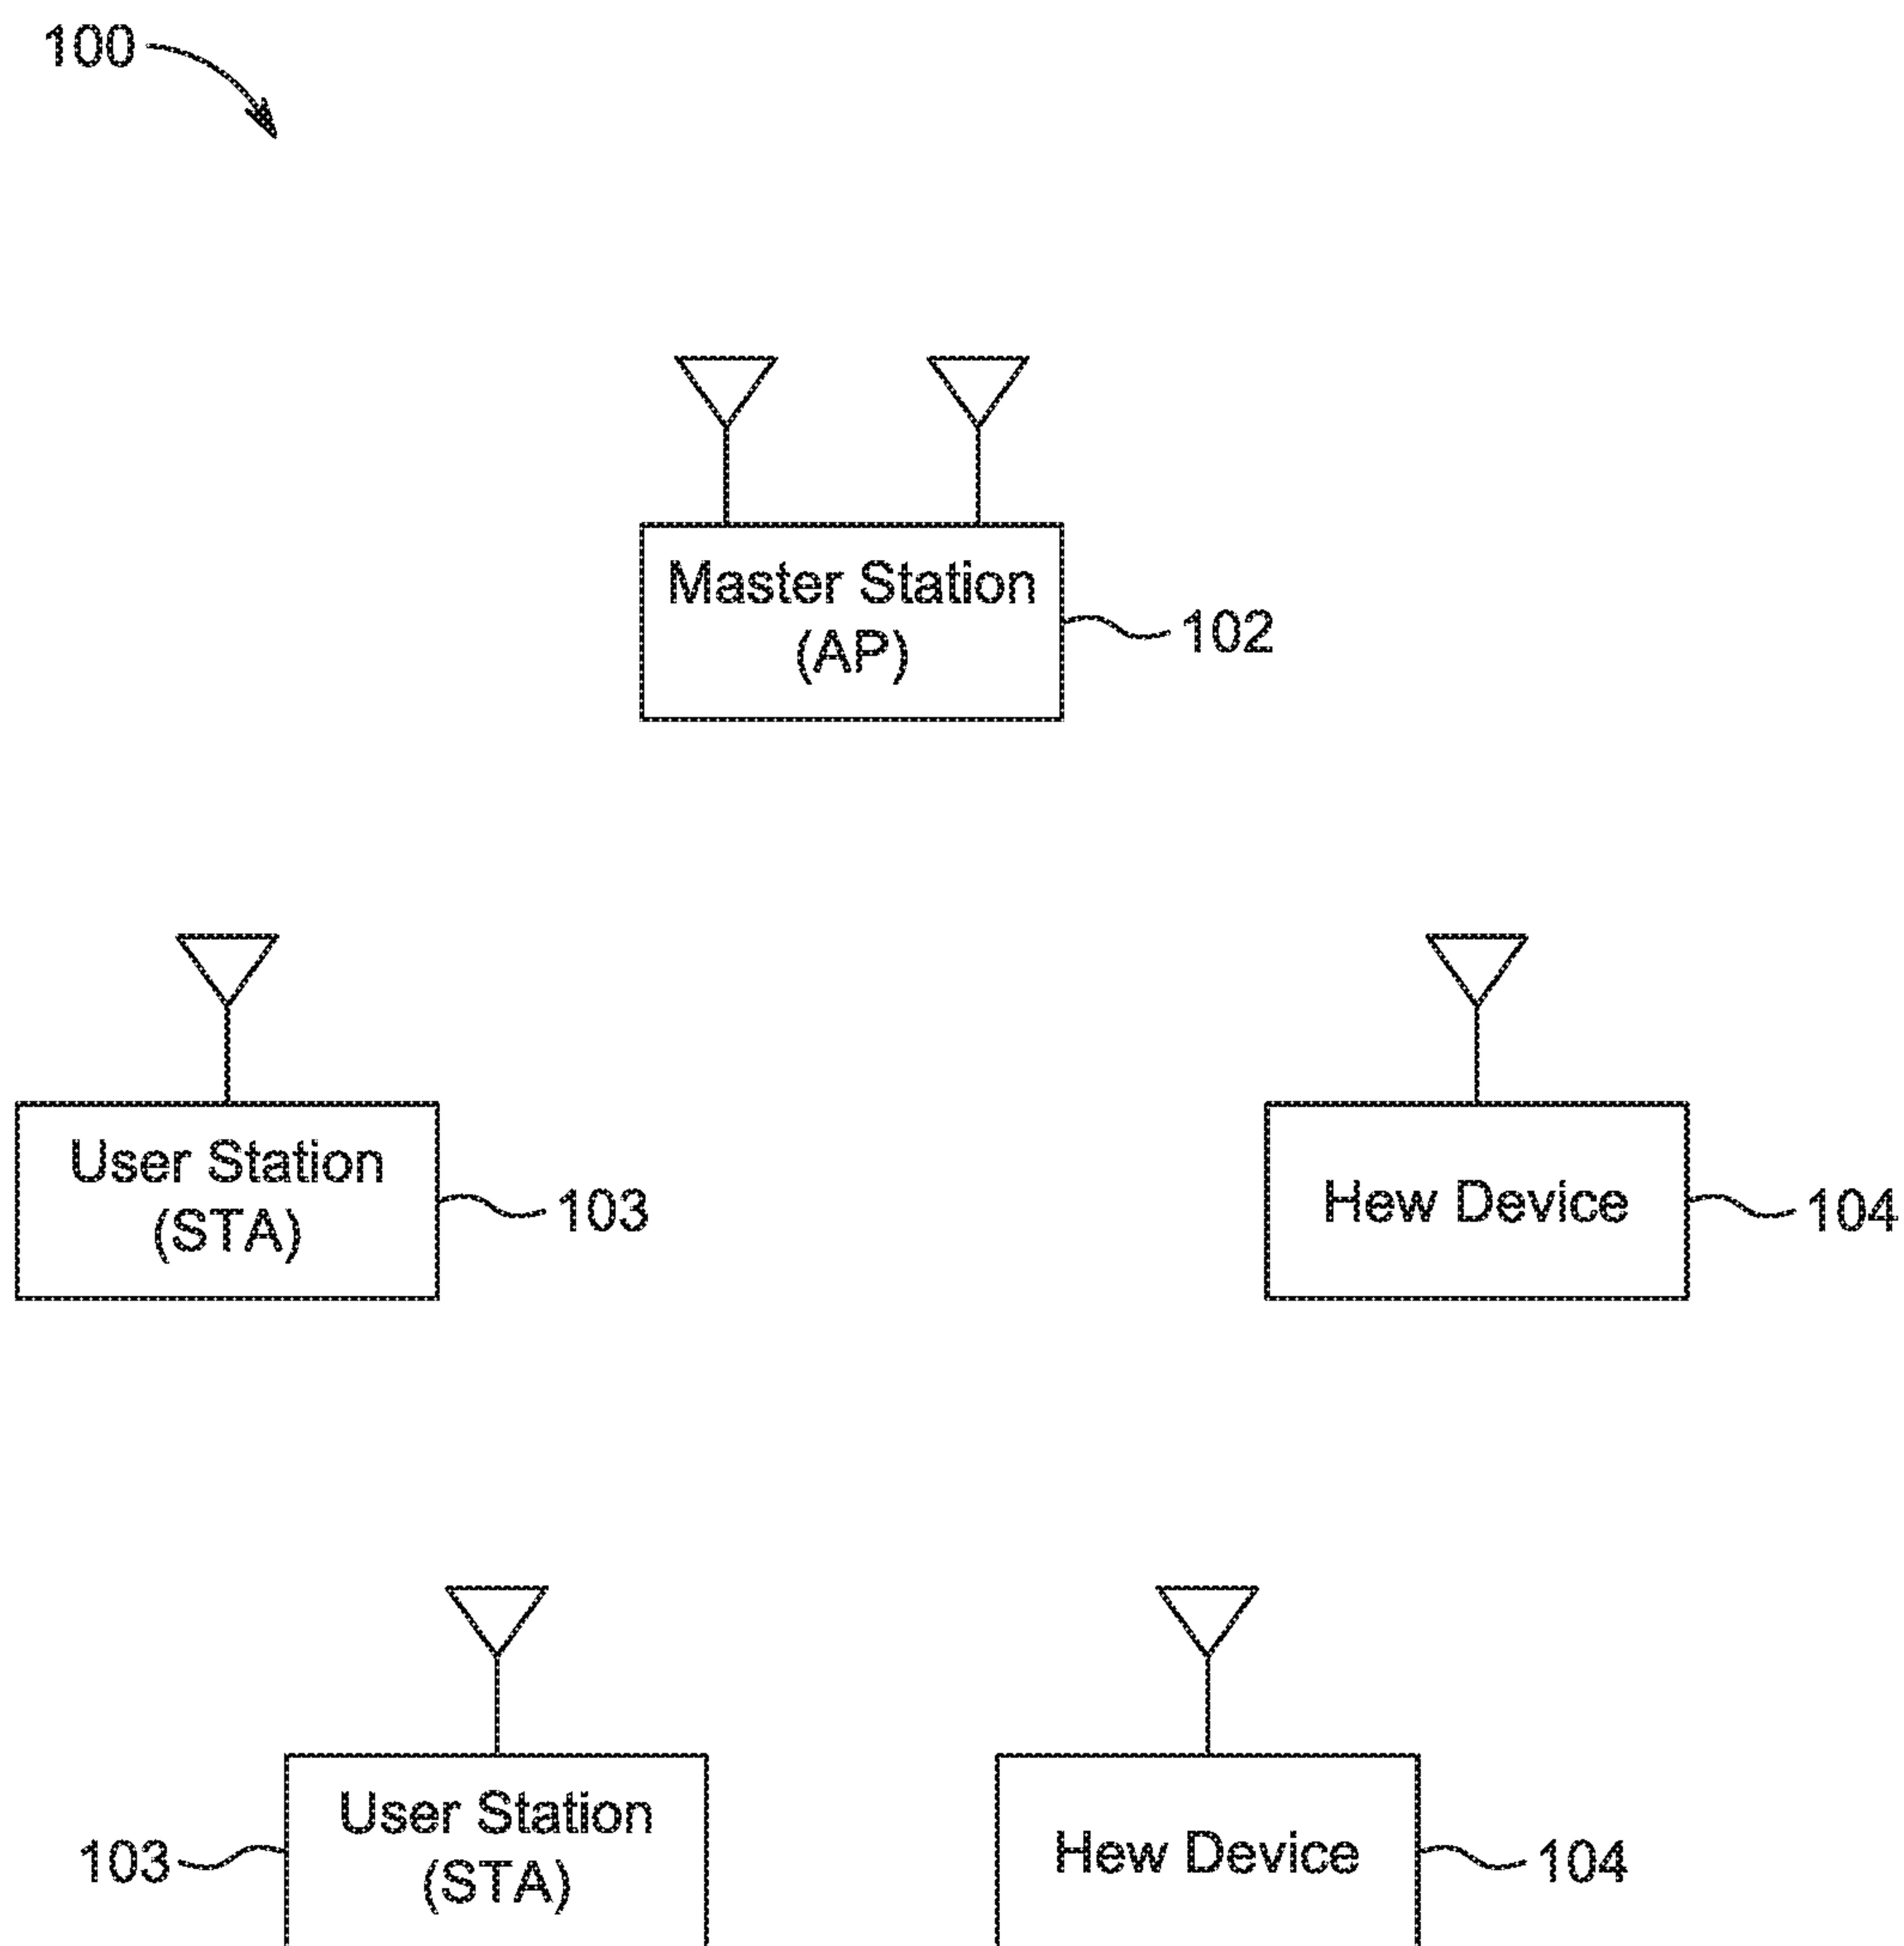 100
Master Station
(AP)
102
User Station
(STA)
103
Hew Device
104
103
User Station
(STA)
Hew Device
104